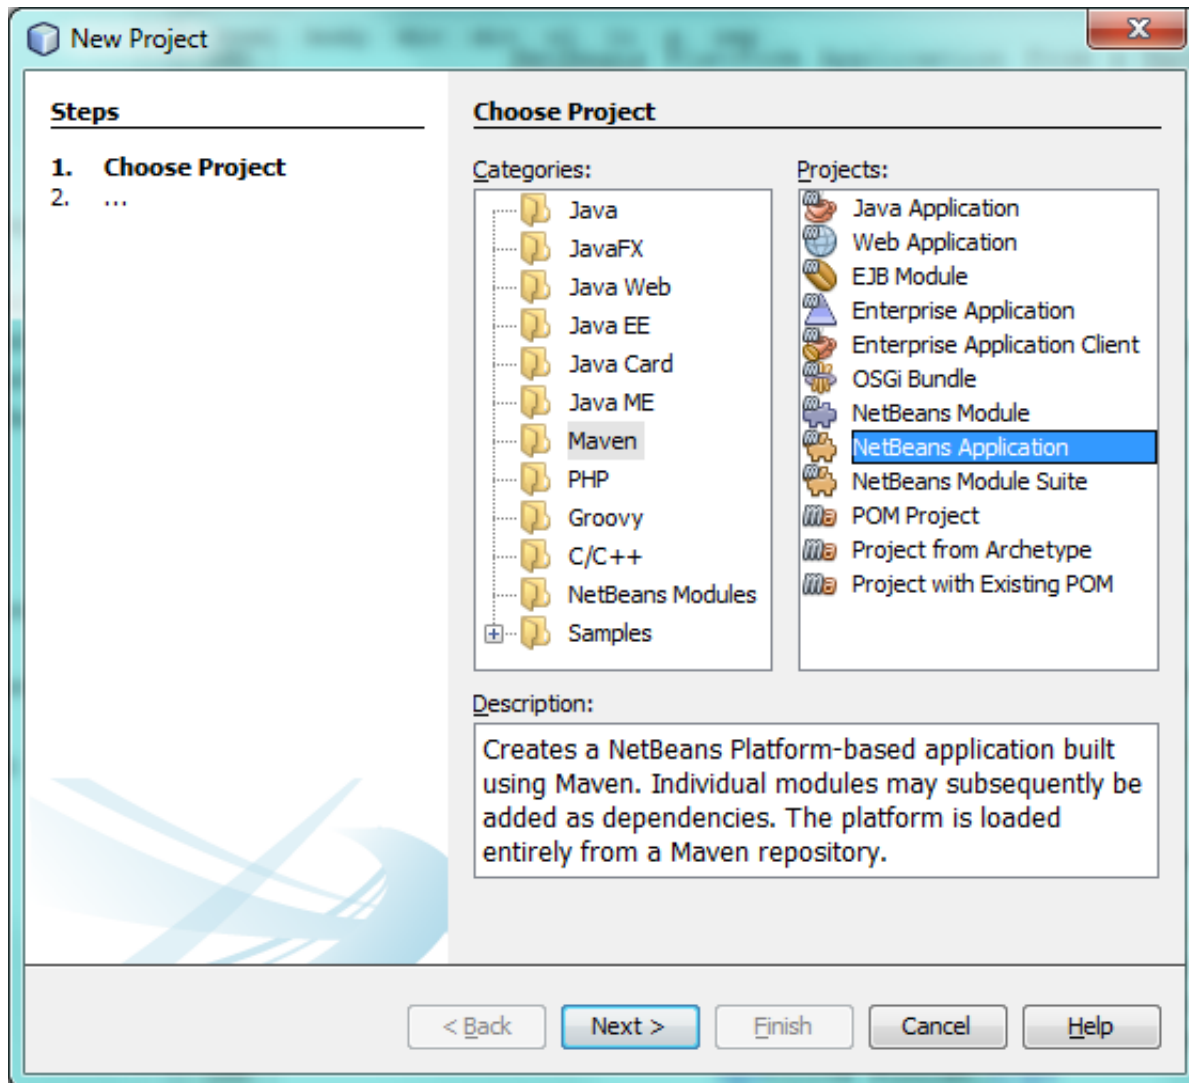 New Project
Steps
1. Choose Project
2. ...
Choose Project
Categories:
Java
JavaFX
Java Web
Java EE
Java Card
Java ME
Maven
PHP
Groovy
C/C++
NetBeans Modules
Samples
Projects:
Java Application
Web Application
EJB Module
Enterprise Application
Enterprise Application Client
OSGi Bundle
NetBeans Module
NetBeans Application
NetBeans Module Suite
POM Project
Project from Archetype
Project with Existing POM
Description:
Creates a NetBeans Platform-based application built
using Maven. Individual modules may subsequently be
added as dependencies. The platform is loaded
entirely from a Maven repository.
< Back Next > Finish Cancel Help